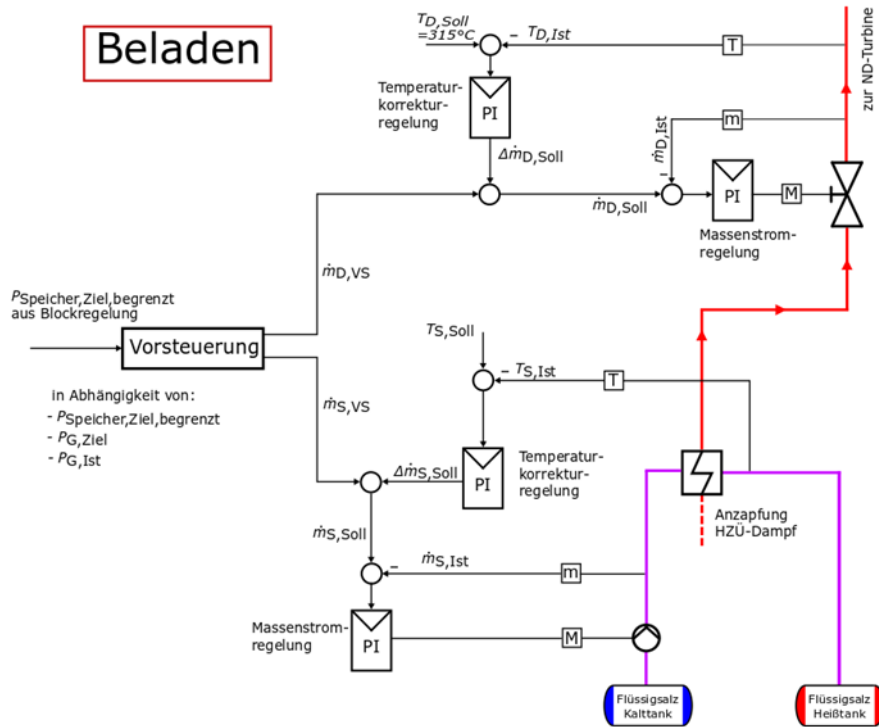 Beladen
T_D,Soll
=315°C
− T_D,Ist
T
zur ND-Turbine
Temperatur-
korrektur-
regelung
PI
Δṁ_D,Soll
ṁ_D,Ist
m
−
ṁ_D,Soll
PI
M
Massenstrom-
regelung
ṁ_D,VS
P_Speicher,Ziel,begrenzt
aus Blockregelung
Vorsteuerung
in Abhängigkeit von:
- P_Speicher,Ziel,begrenzt
- P_G,Ziel
- P_G,Ist
T_S,Soll
− T_S,Ist
T
ṁ_S,VS
Δṁ_S,Soll
PI
Temperatur-
korrektur-
regelung
Anzapfung
HZÜ-Dampf
ṁ_S,Soll
− ṁ_S,Ist
m
Massenstrom-
regelung
PI
M
Flüssigsalz
Kalttank
Flüssigsalz
Heißtank